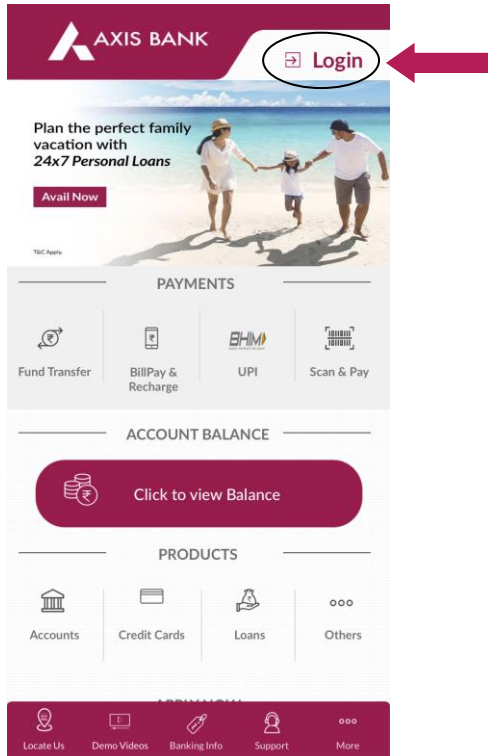 AXIS BANK
Login
Plan the perfect family
vacation with
24x7 Personal Loans
Avail Now
T&C Apply.
PAYMENTS
Fund Transfer
BillPay &
Recharge
BHIM
UPI
Scan & Pay
ACCOUNT BALANCE
Click to view Balance
PRODUCTS
Accounts
Credit Cards
Loans
Others
APPLY NOW
Locate Us
Demo Videos
Banking Info
Support
More